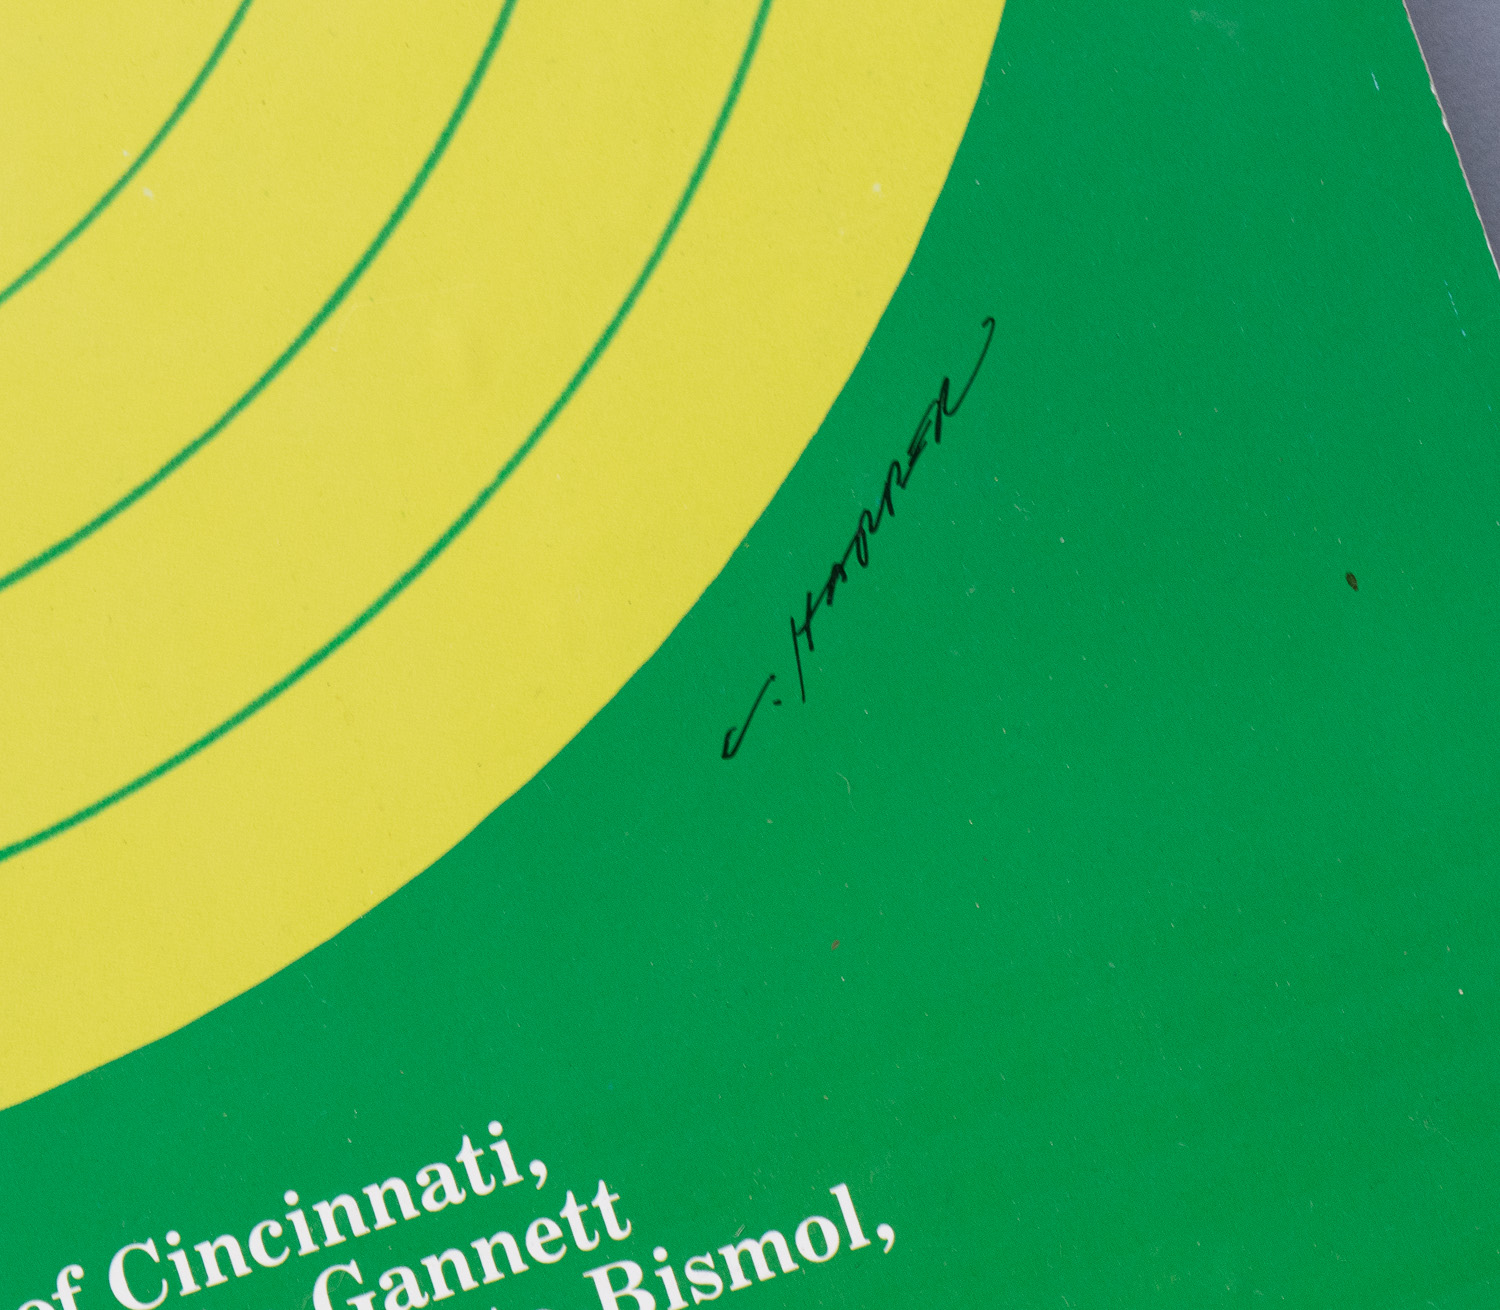 C. HARPER
of Cincinnati,
Gannett
Bismol,